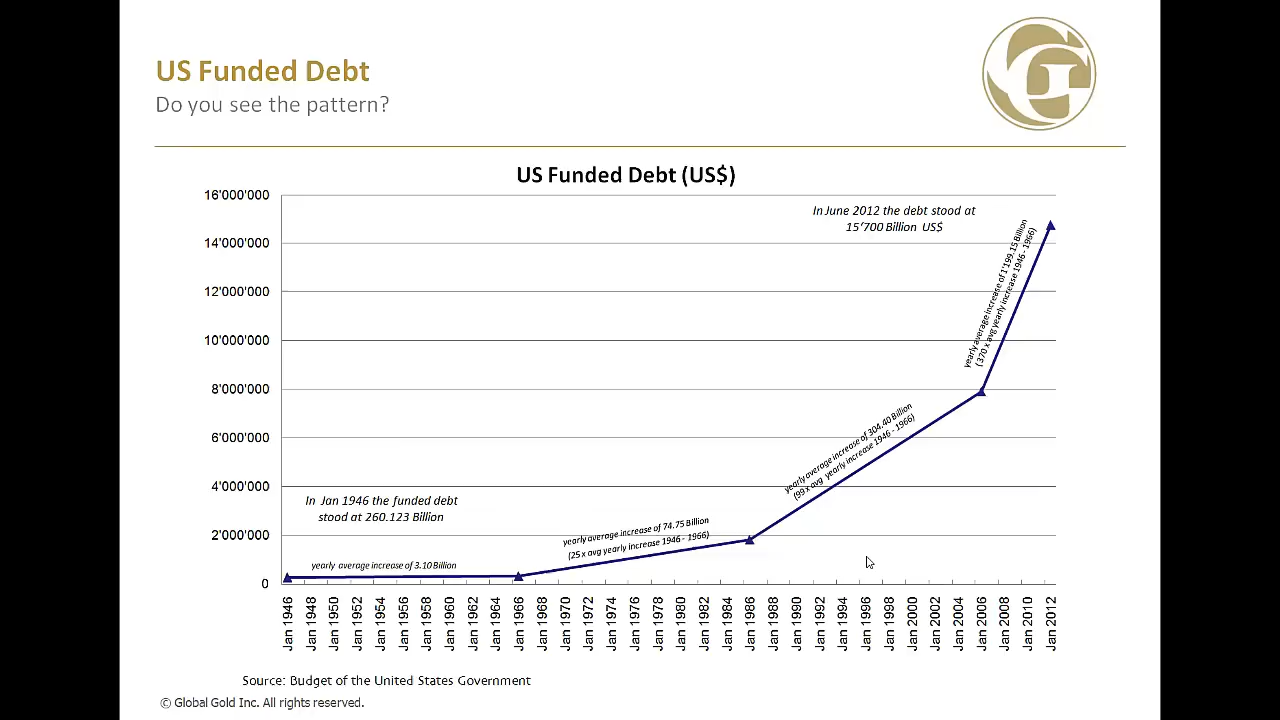 US Funded Debt
Do you see the pattern?
US Funded Debt (US$)
16'000'000
14'000'000
12'000'000
10'000'000
8'000'000
6'000'000
4'000'000
2'000'000
0
In June 2012 the debt stood at
15'700 Billion US$
yearly average increase of 1'199.15 Billion
(370 x avg yearly increase 1946 - 1966)
yearly average increase of 304.40 Billion
(99 x avg yearly increase 1946 - 1966)
In Jan 1946 the funded debt
stood at 260.123 Billion
yearly average increase of 74.75 Billion
(25 x avg yearly increase 1946 - 1966)
yearly average increase of 3.10 Billion
Jan 1946
Jan 1948
Jan 1950
Jan 1952
Jan 1954
Jan 1956
Jan 1958
Jan 1960
Jan 1962
Jan 1964
Jan 1966
Jan 1968
Jan 1970
Jan 1972
Jan 1974
Jan 1976
Jan 1978
Jan 1980
Jan 1982
Jan 1984
Jan 1986
Jan 1988
Jan 1990
Jan 1992
Jan 1994
Jan 1996
Jan 1998
Jan 2000
Jan 2002
Jan 2004
Jan 2006
Jan 2008
Jan 2010
Jan 2012
Source: Budget of the United States Government
© Global Gold Inc. All rights reserved.